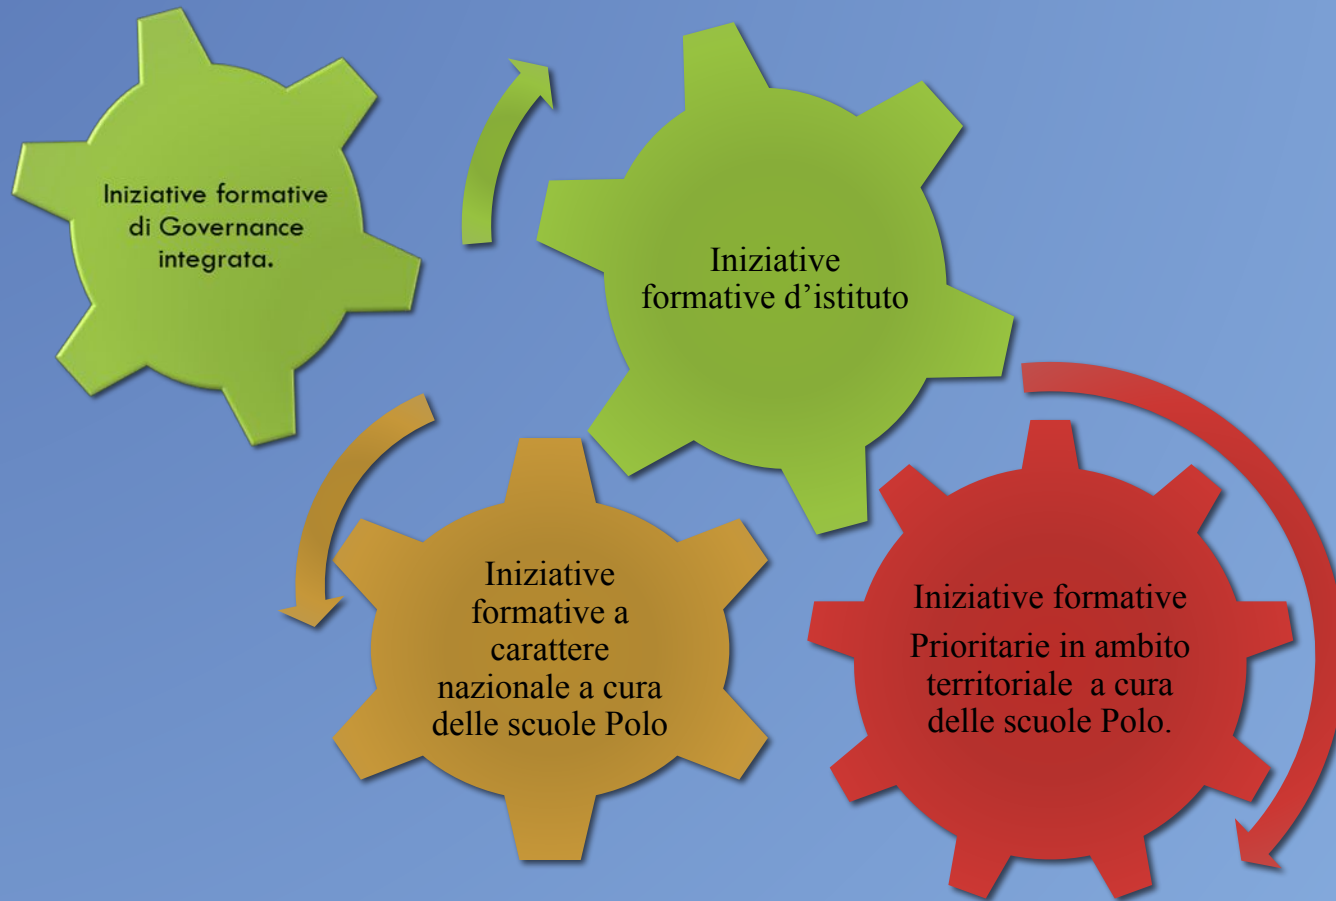 Iniziative formative
di Governance
integrata.
Iniziative
formative d’istituto
Iniziative
formative a
carattere
nazionale a cura
delle scuole Polo
Iniziative formative
Prioritarie in ambito
territoriale  a cura
delle scuole Polo.